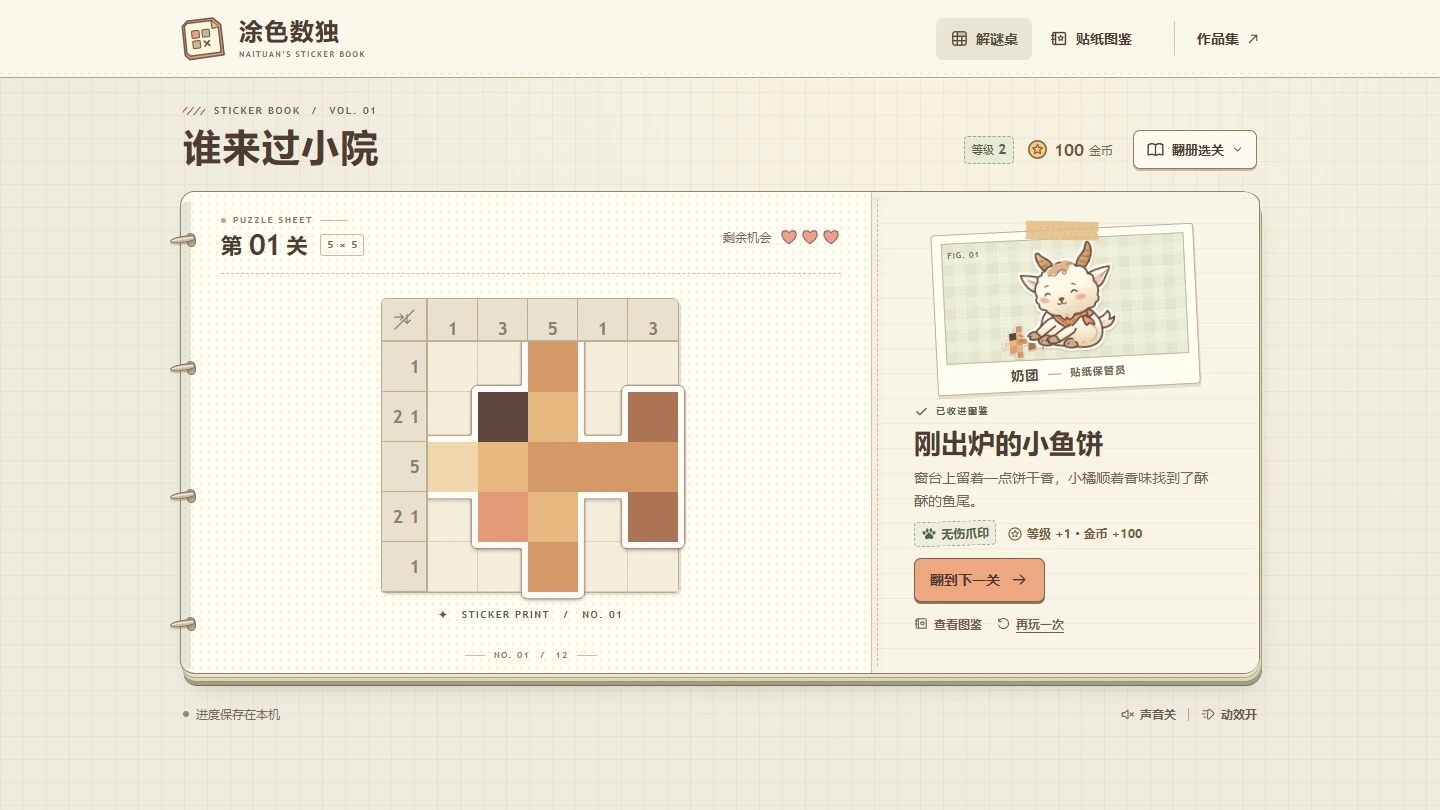 涂色数独
NAITUAN'S STICKER BOOK
解谜桌
贴纸图鉴
作品集
STICKER BOOK / VOL. 01
谁来过小院
等级 2
100 金币
翻册选关
PUZZLE SHEET
第 01 关
5 × 5
剩余机会
1 3 5 1 3
1
2 1
5
2 1
1
STICKER PRINT / NO. 01
NO. 01 / 12
FIG. 01
奶团 — 贴纸保管员
已收进图鉴
刚出炉的小鱼饼
窗台上留着一点饼干香，小橘顺着香味找到了酥
酥的鱼尾。
无伤爪印
等级 +1 • 金币 +100
翻到下一关
查看图鉴
再玩一次
进度保存在本机
声音关
动效开